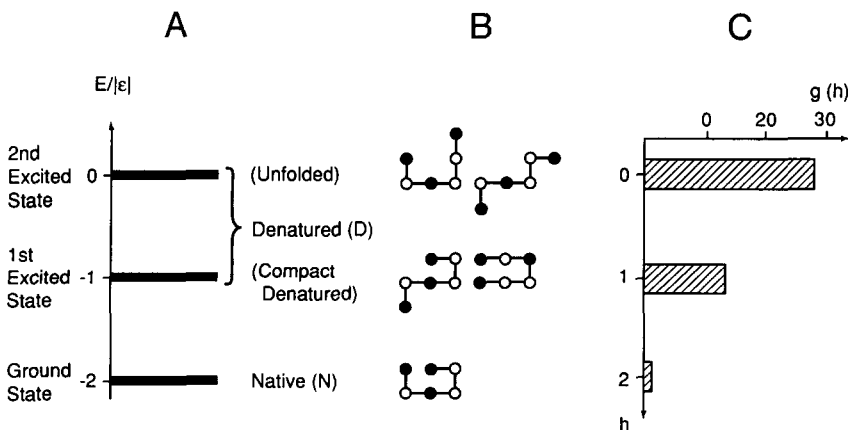 A
B
C
E/|ε|
g (h)
0 20 30
2nd
Excited
State
0
(Unfolded)
Denatured (D)
1st
Excited
State
-1
(Compact
Denatured)
Ground
State
-2
Native (N)
0
1
2
h